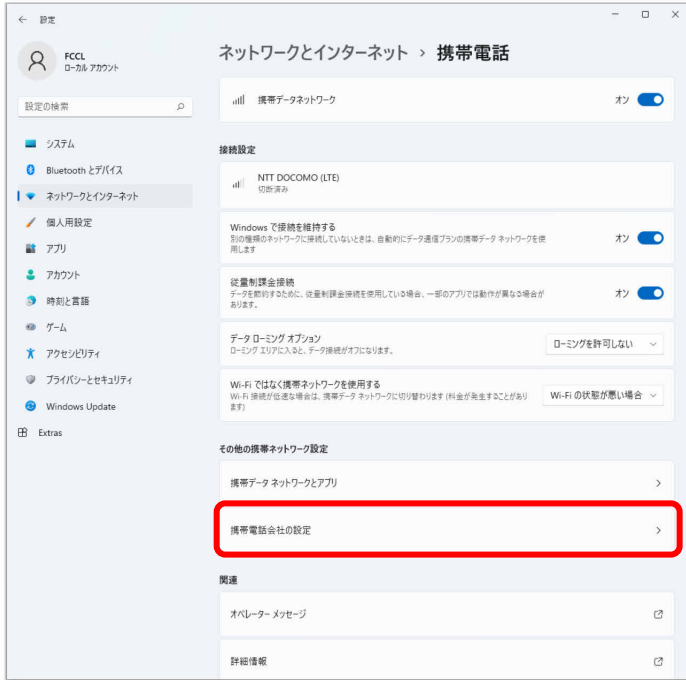 設定
FCCL
ローカル アカウント
設定の検索
システム
Bluetooth とデバイス
ネットワークとインターネット
個人用設定
アプリ
アカウント
時刻と言語
ゲーム
アクセシビリティ
プライバシーとセキュリティ
Windows Update
Extras
ネットワークとインターネット › 携帯電話
携帯データネットワーク
オン
接続設定
NTT DOCOMO (LTE)
切断済み
Windows で接続を維持する
別の種類のネットワークに接続していないときは、自動的にデータ通信プランの携帯データ ネットワークを使
用します
オン
従量制課金接続
データを節約するために、従量制課金接続を使用している場合、一部のアプリでは動作が異なる場合が
あります。
オン
データ ローミング オプション
ローミング エリアに入ると、データ接続がオフになります。
ローミングを許可しない
Wi-Fi ではなく携帯ネットワークを使用する
Wi-Fi 接続が低速な場合は、携帯データ ネットワークに切り替わります (料金が発生することがあり
ます)
Wi-Fi の状態が悪い場合
その他の携帯ネットワーク設定
携帯データ ネットワークとアプリ
携帯電話会社の設定
関連
オペレーター メッセージ
詳細情報